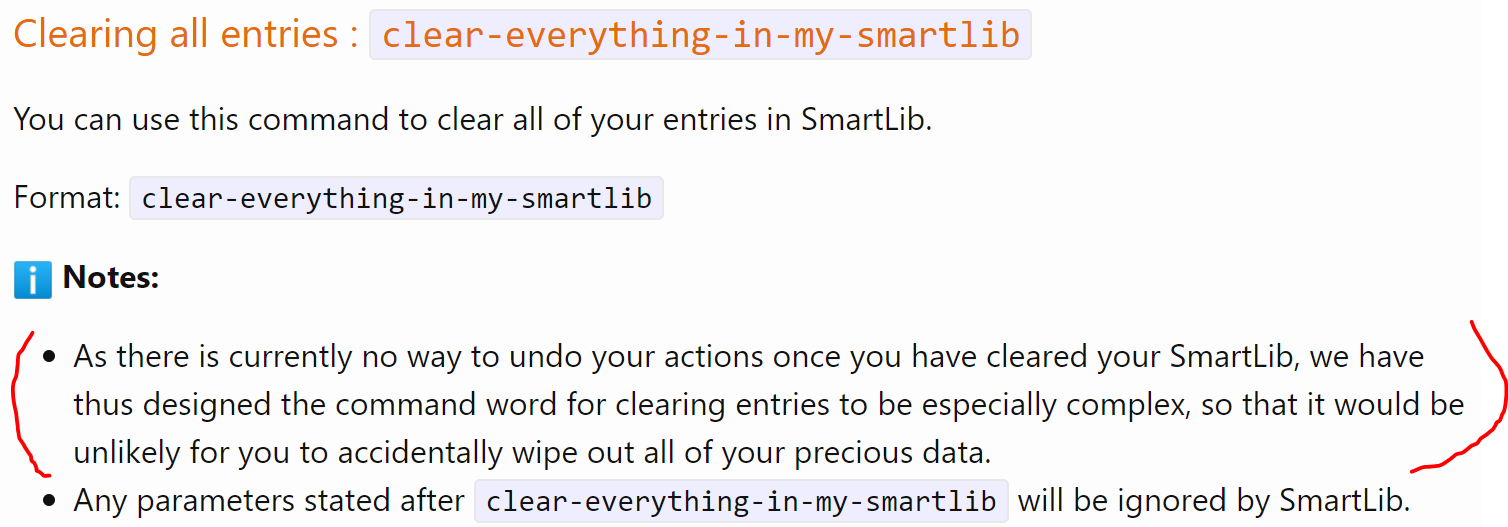 Clearing all entries : clear-everything-in-my-smartlib
You can use this command to clear all of your entries in SmartLib.
Format: clear-everything-in-my-smartlib
ℹ️ Notes:
• As there is currently no way to undo your actions once you have cleared your SmartLib, we have
thus designed the command word for clearing entries to be especially complex, so that it would be
unlikely for you to accidentally wipe out all of your precious data.
• Any parameters stated after clear-everything-in-my-smartlib will be ignored by SmartLib.